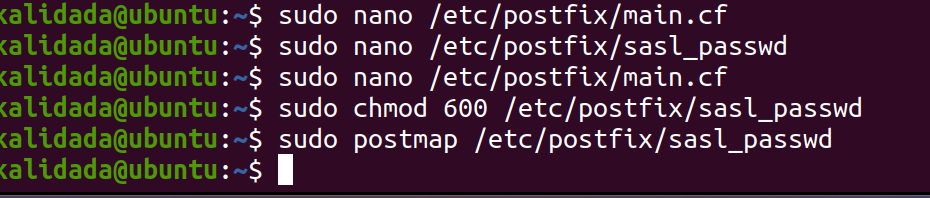 kalidada@ubuntu:~$ sudo nano /etc/postfix/main.cf
kalidada@ubuntu:~$ sudo nano /etc/postfix/sasl_passwd
kalidada@ubuntu:~$ sudo nano /etc/postfix/main.cf
kalidada@ubuntu:~$ sudo chmod 600 /etc/postfix/sasl_passwd
kalidada@ubuntu:~$ sudo postmap /etc/postfix/sasl_passwd
kalidada@ubuntu:~$